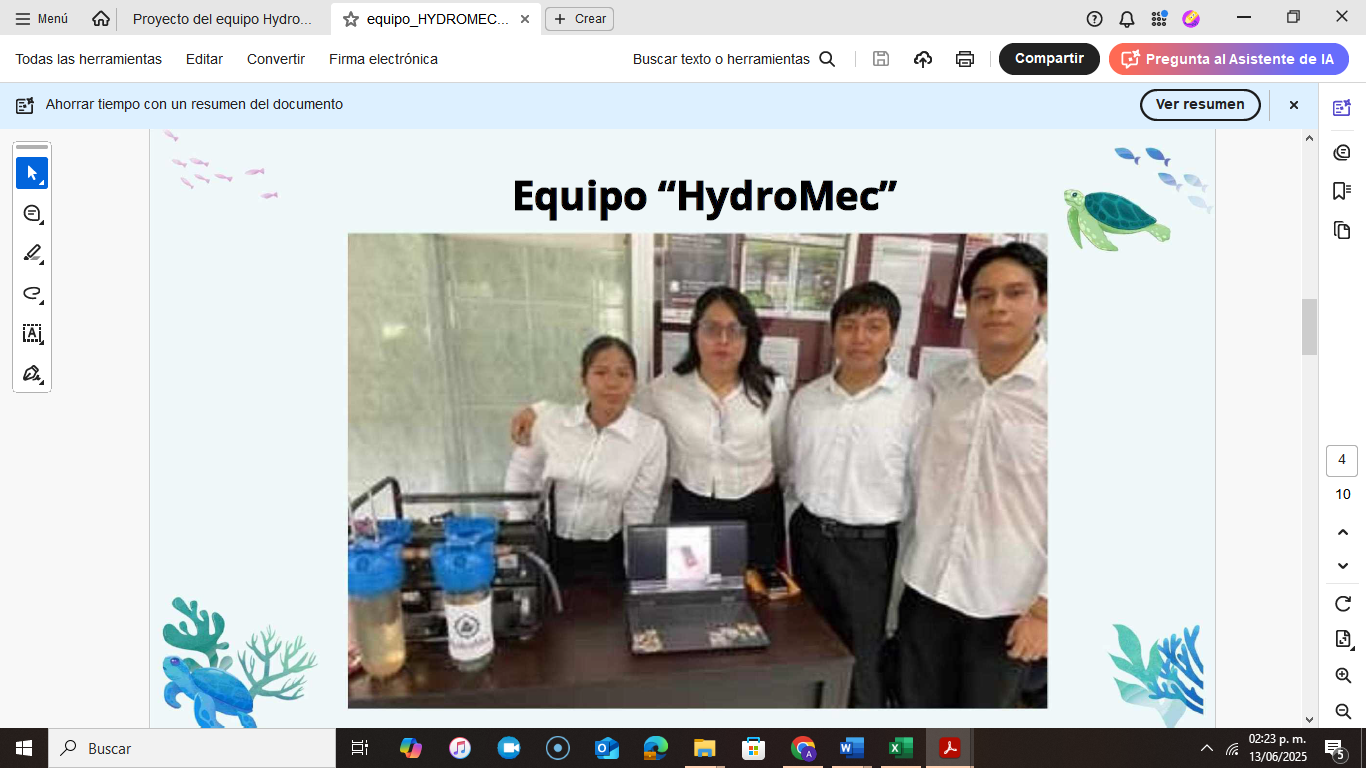 Menú
Proyecto del equipo Hydro...
equipo_HYDROMEC...
Crear
Todas las herramientas
Editar
Convertir
Firma electrónica
Buscar texto o herramientas
Compartir
Pregunta al Asistente de IA
Ahorrar tiempo con un resumen del documento
Ver resumen
Equipo “HydroMec”
4
10
Buscar
02:23 p. m.
13/06/2025
5